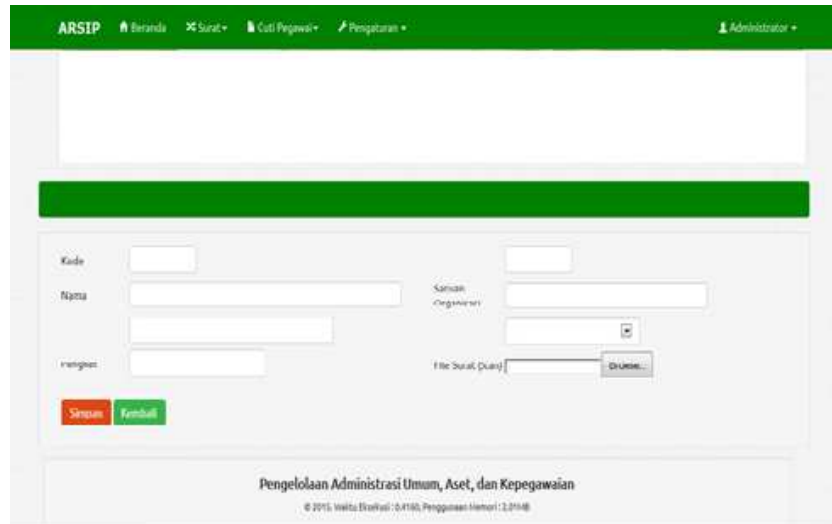 ARSIP Beranda Surat Cuti Pegawai Pengaturan Administrator
Kode
Nama Satuan
Organisasi
Pangkat File Surat (Scan) Browse...
Simpan Kembali
Pengelolaan Administrasi Umum, Aset, dan Kepegawaian
© 2015. Waktu Eksekusi : 0.4160, Penggunaan Memori : 2.01MB